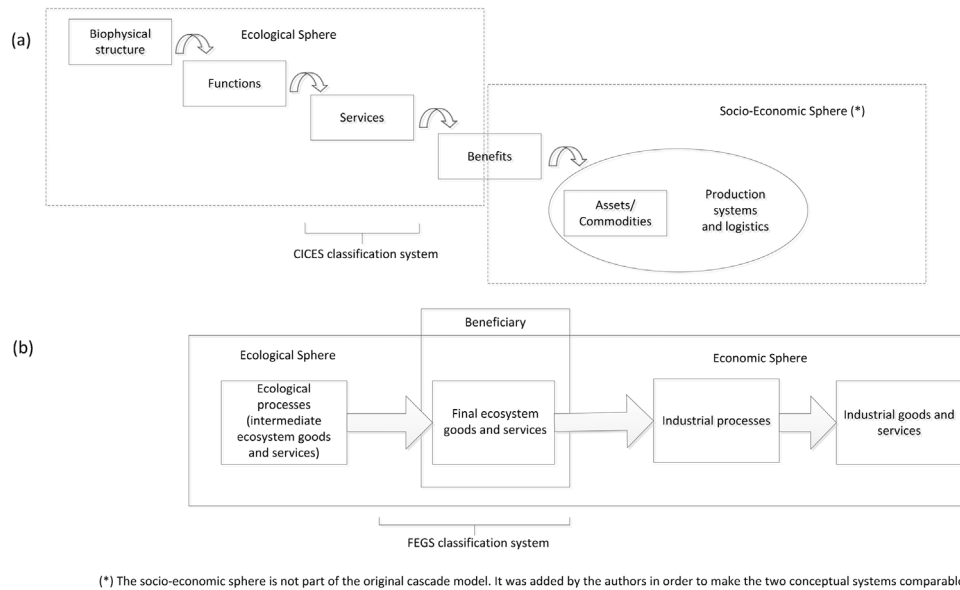 (a)
Biophysical
structure
Ecological Sphere
Functions
Services
Socio-Economic Sphere (*)
Benefits
Assets/
Commodities
Production
systems
and logistics
CICES classification system
(b)
Beneficiary
Ecological Sphere
Economic Sphere
Ecological
processes
(intermediate
ecosystem goods
and services)
Final ecosystem
goods and services
Industrial processes
Industrial goods and
services
FEGS classification system
(*) The socio-economic sphere is not part of the original cascade model. It was added by the authors in order to make the two conceptual systems comparable